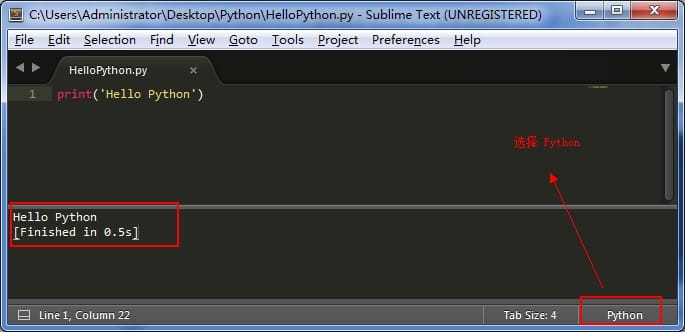 C:\Users\Administrator\Desktop\Python\HelloPython.py - Sublime Text (UNREGISTERED)
File Edit Selection Find View Goto Tools Project Preferences Help
HelloPython.py
1 print('Hello Python')
选择 Python
Hello Python
[Finished in 0.5s]
Line 1, Column 22 Tab Size: 4 Python